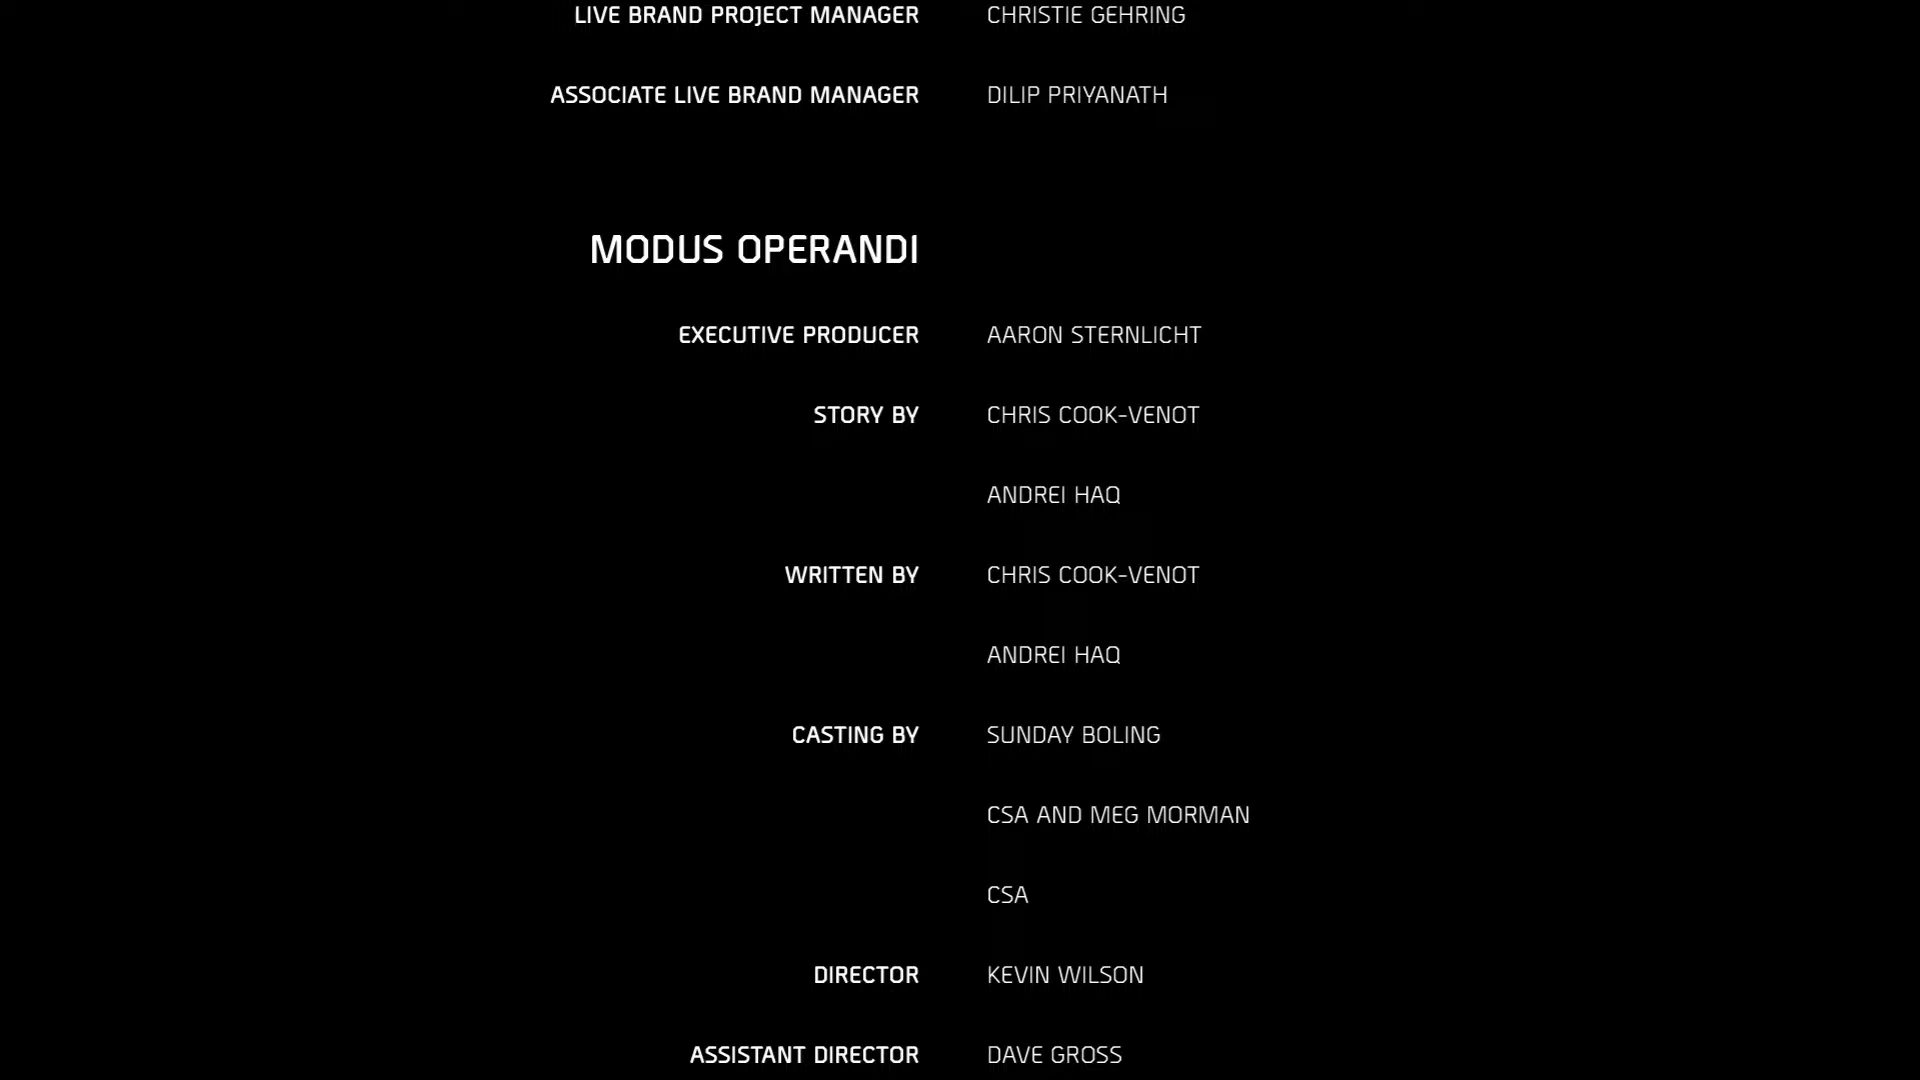 LIVE BRAND PROJECT MANAGER CHRISTIE GEHRING
ASSOCIATE LIVE BRAND MANAGER DILIP PRIYANATH
MODUS OPERANDI
EXECUTIVE PRODUCER AARON STERNLICHT
STORY BY CHRIS COOK-VENOT
ANDREI HAQ
WRITTEN BY CHRIS COOK-VENOT
ANDREI HAQ
CASTING BY SUNDAY BOLING
CSA AND MEG MORMAN
CSA
DIRECTOR KEVIN WILSON
ASSISTANT DIRECTOR DAVE GROSS